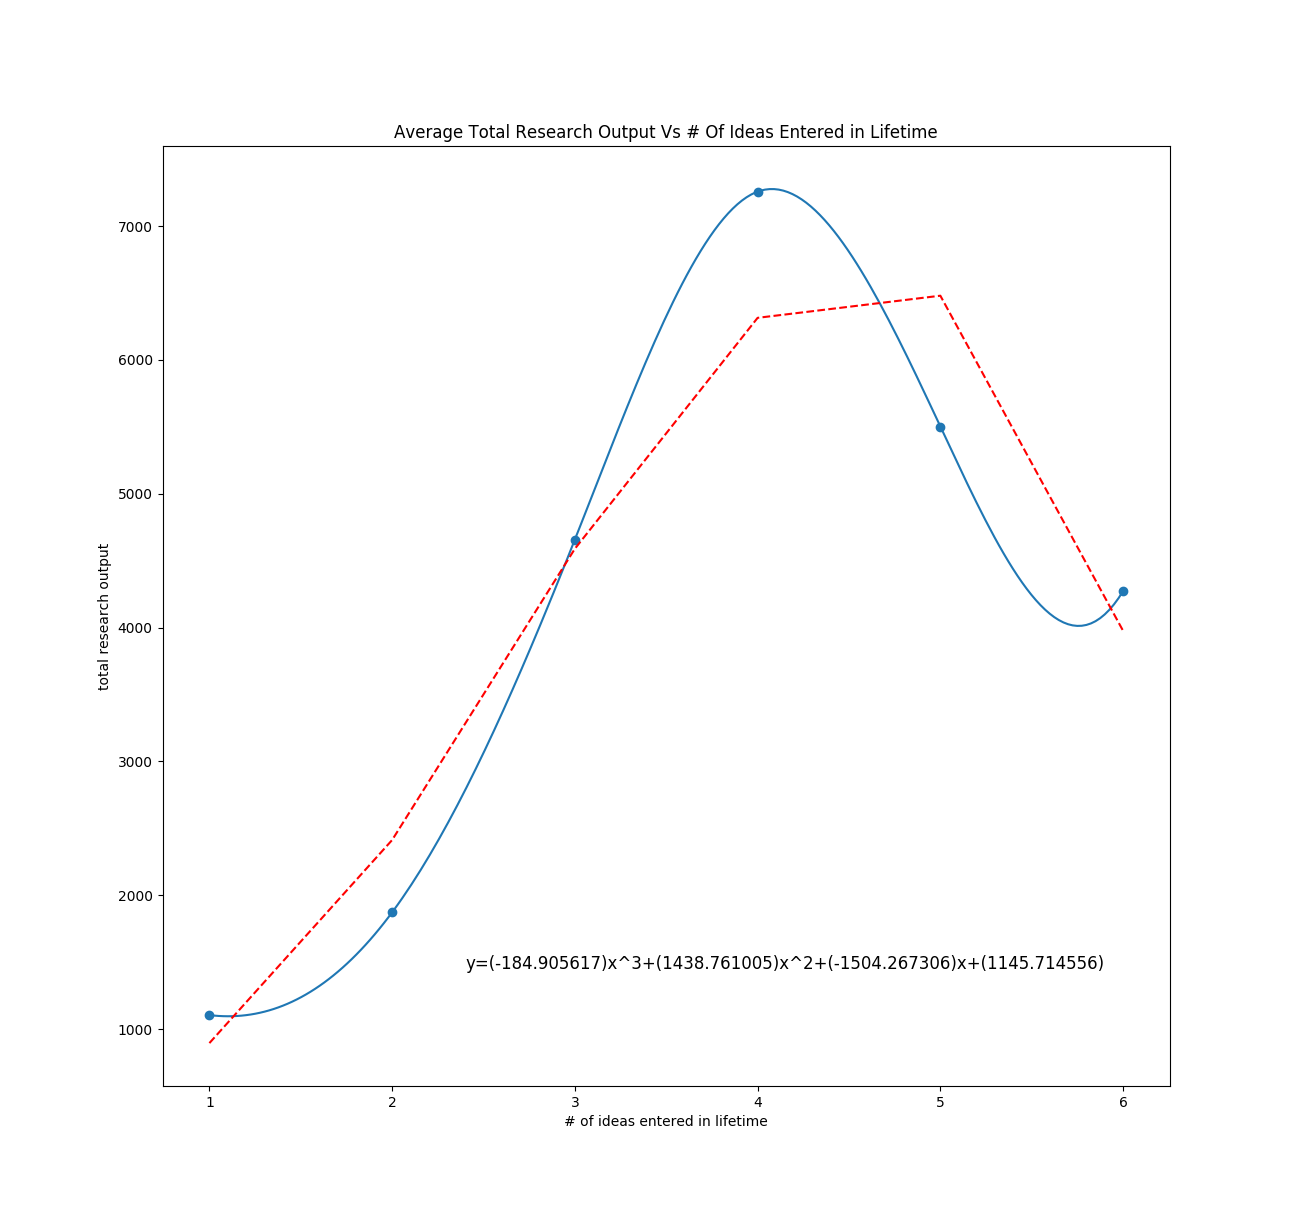 Average Total Research Output Vs # Of Ideas Entered in Lifetime
7000
6000
5000
4000
3000
2000
1000
total research output
y=(-184.905617)x^3+(1438.761005)x^2+(-1504.267306)x+(1145.714556)
1 2 3 4 5 6
# of ideas entered in lifetime